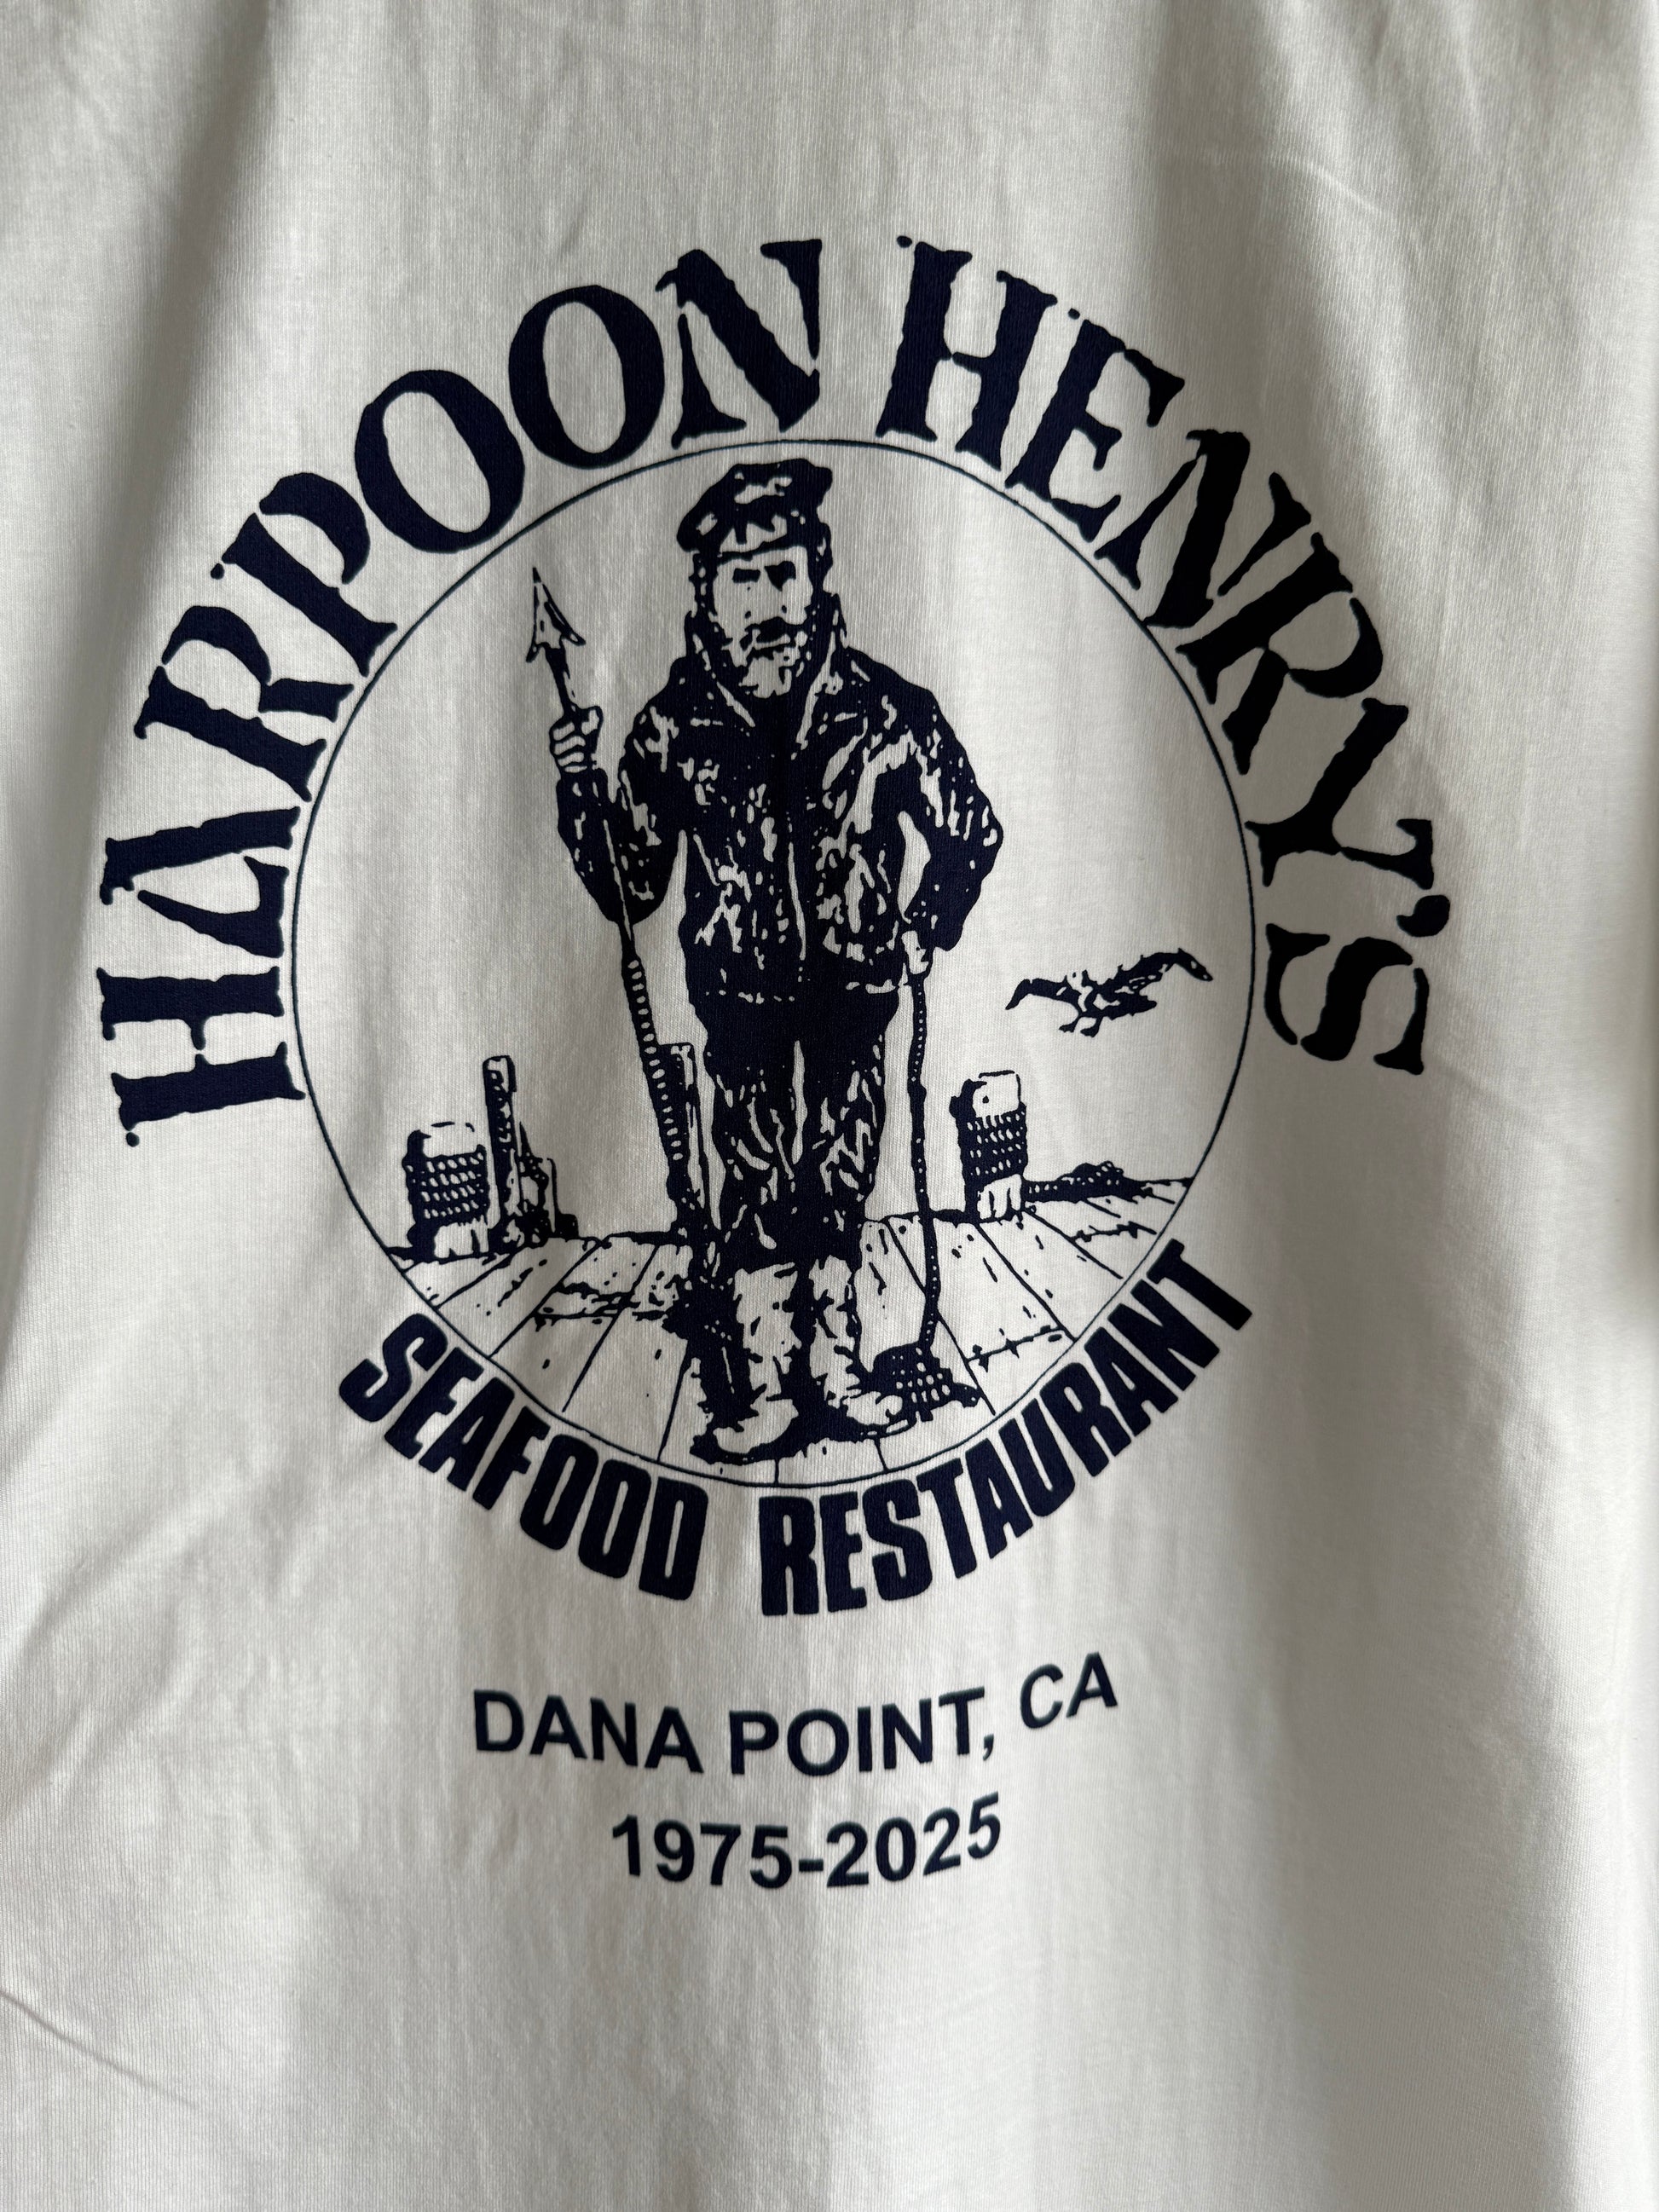 HARPOON HENRY'S
SEAFOOD RESTAURANT
DANA POINT, CA
1975-2025